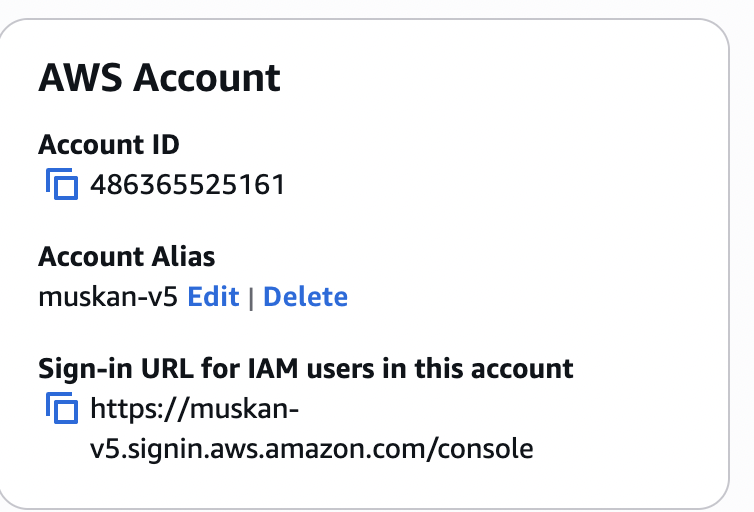 AWS Account
Account ID
486365525161
Account Alias
muskan-v5 Edit | Delete
Sign-in URL for IAM users in this account
https://muskan-
v5.signin.aws.amazon.com/console